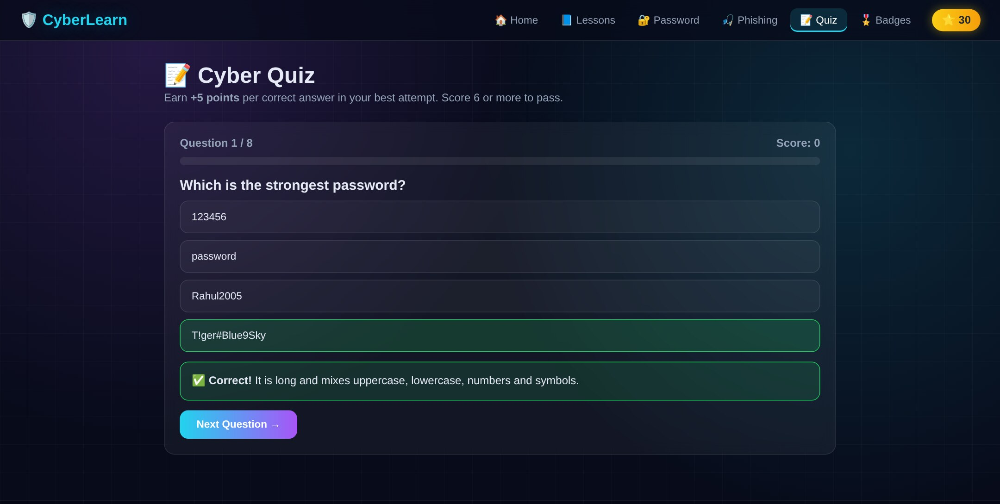 CyberLearn
Home
Lessons
Password
Phishing
Quiz
Badges
30
Cyber Quiz
Earn +5 points per correct answer in your best attempt. Score 6 or more to pass.
Question 1 / 8
Score: 0
Which is the strongest password?
123456
password
Rahul2005
T!ger#Blue9Sky
✅ Correct! It is long and mixes uppercase, lowercase, numbers and symbols.
Next Question →